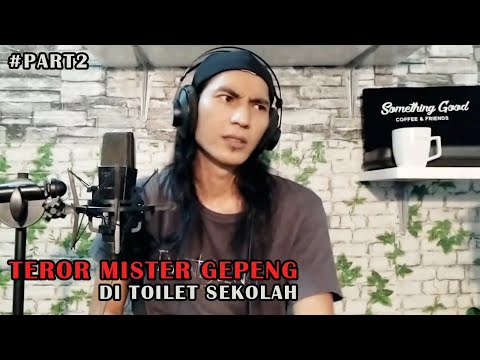 #PART2
Something Good
COFFEE & FRIENDS
TEROR MISTER GEPENG
DI TOILET SEKOLAH